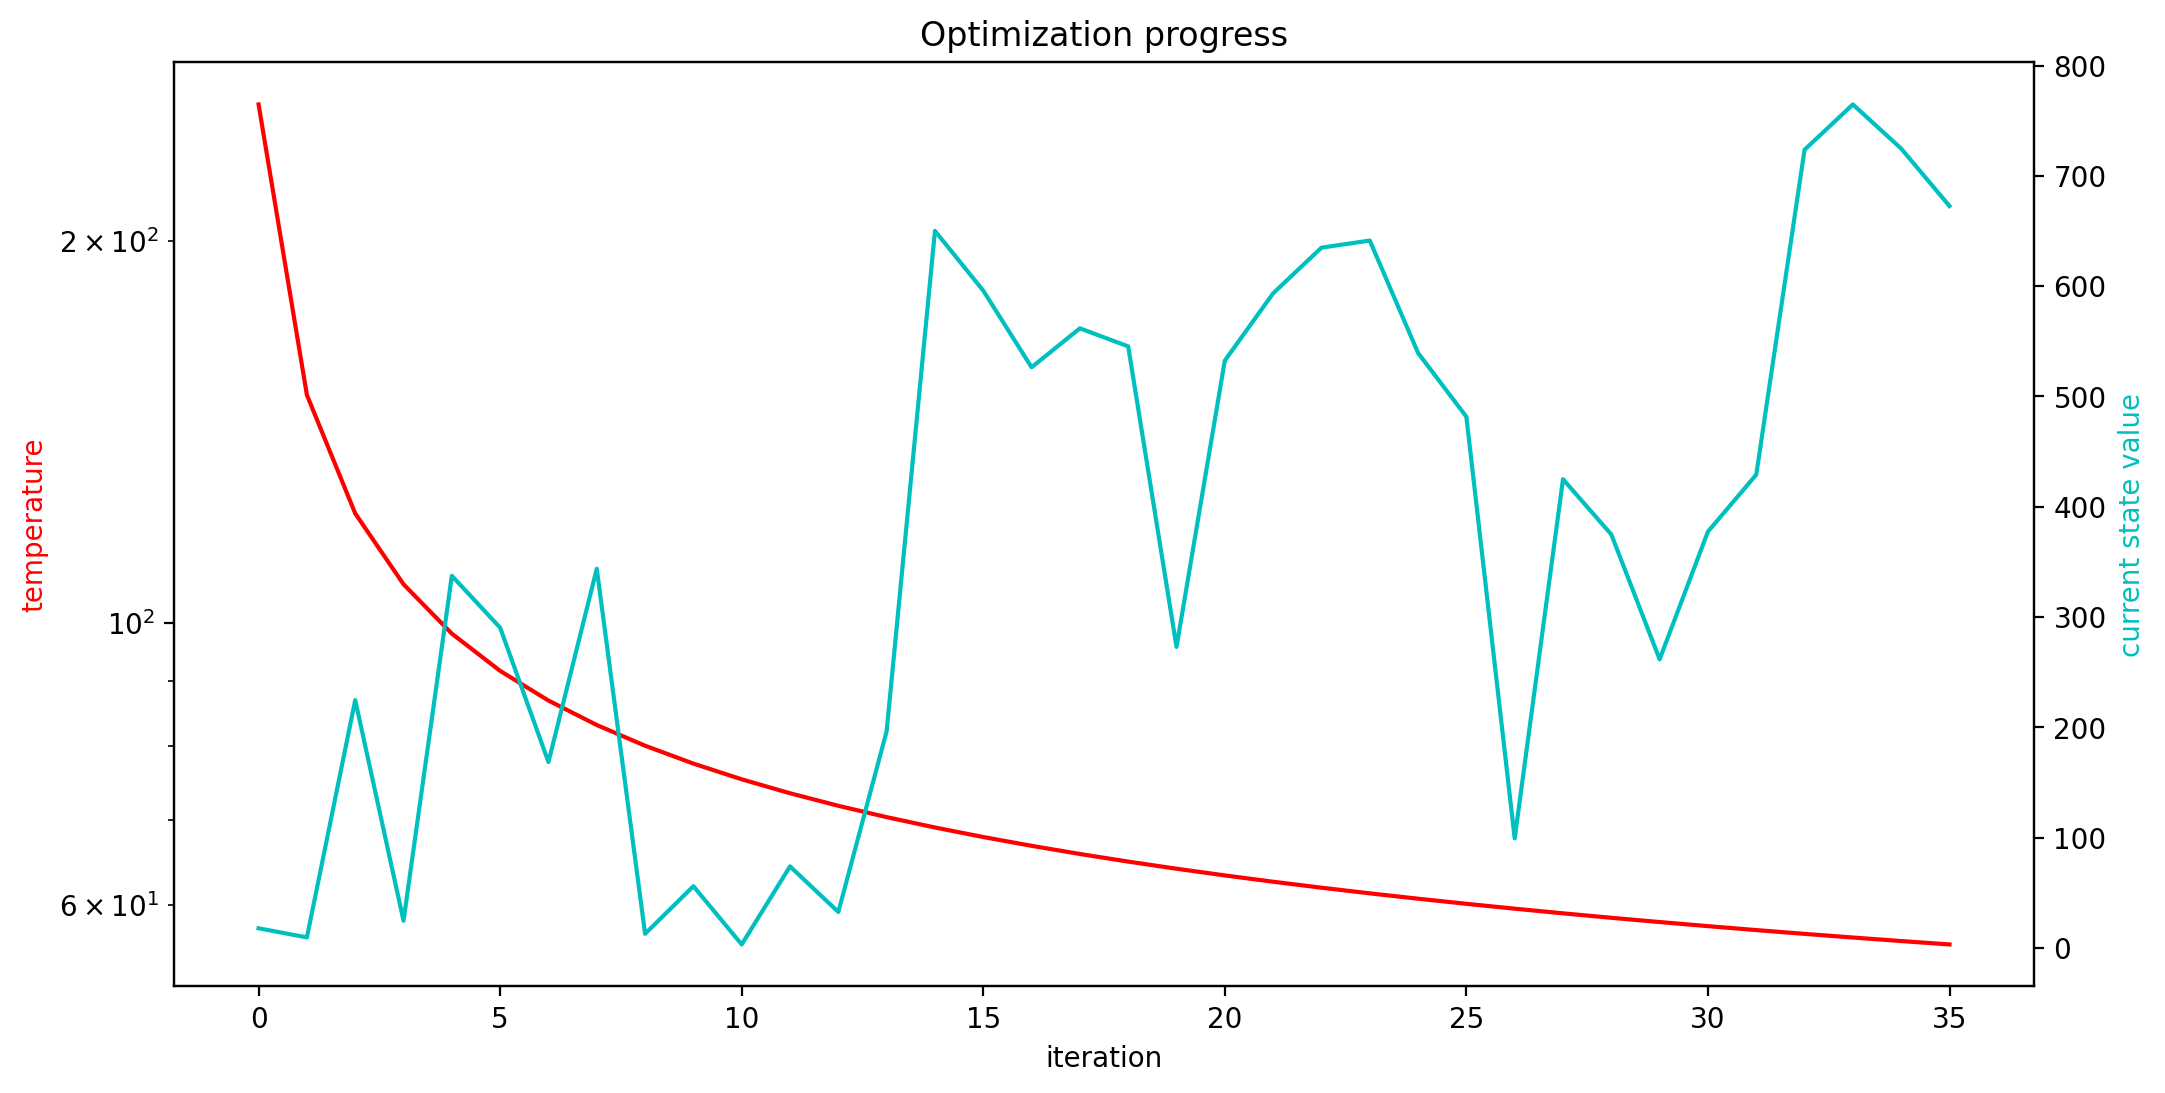 Optimization progress
temperature
2 × 10²
10²
6 × 10¹
800
700
600
500
400
300
200
100
0
current state value
0 5 10 15 20 25 30 35
iteration